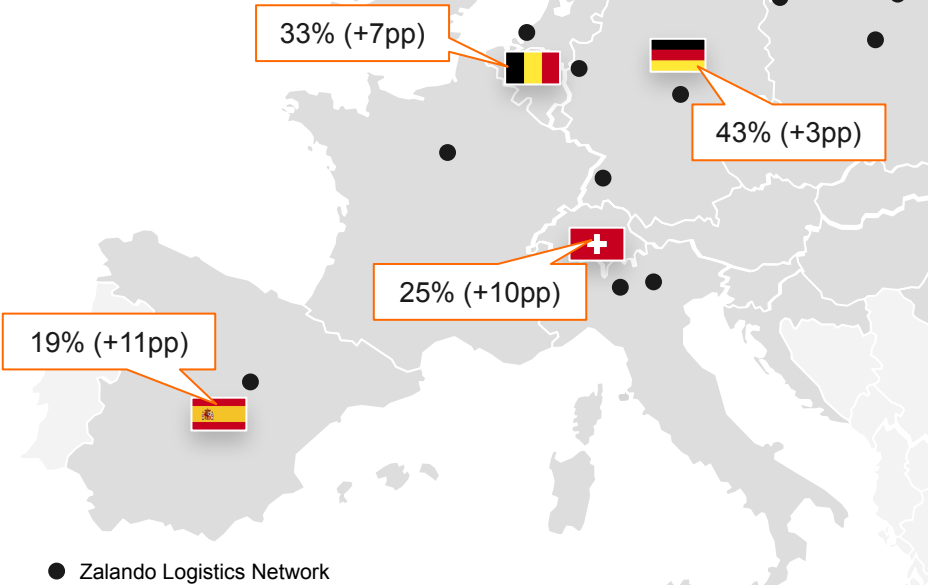 33% (+7pp)
43% (+3pp)
25% (+10pp)
19% (+11pp)
Zalando Logistics Network